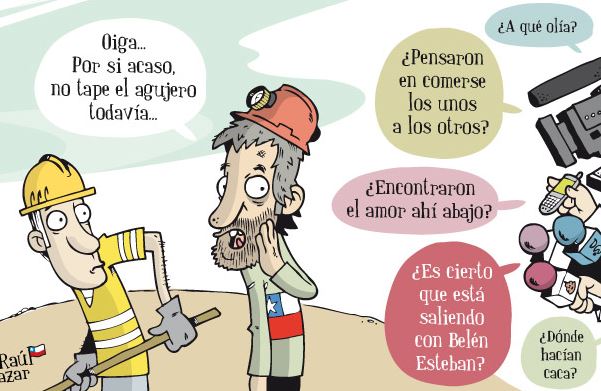 Oiga...
Por si acaso,
no tape el agujero
todavía...
¿A qué olía?
¿Pensaron
en comerse
los unos
a los otros?
¿Encontraron
el amor ahí abajo?
¿Es cierto
que está
saliendo
con Belén
Esteban?
¿Dónde
hacían
caca?
Raúl
azar